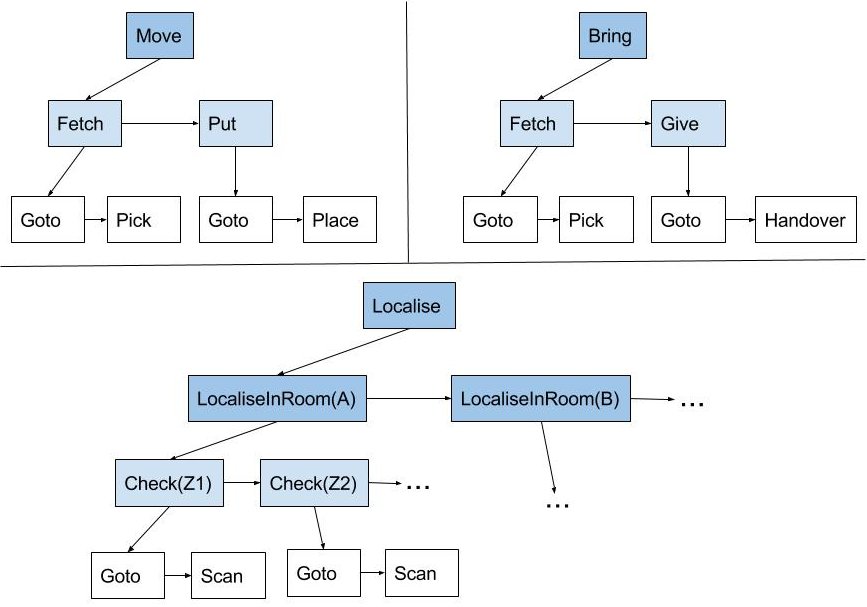 Move
Fetch
Put
Goto
Pick
Goto
Place
Bring
Fetch
Give
Goto
Pick
Goto
Handover
Localise
LocaliseInRoom(A)
LocaliseInRoom(B)
...
Check(Z1)
Check(Z2)
...
...
Goto
Scan
Goto
Scan